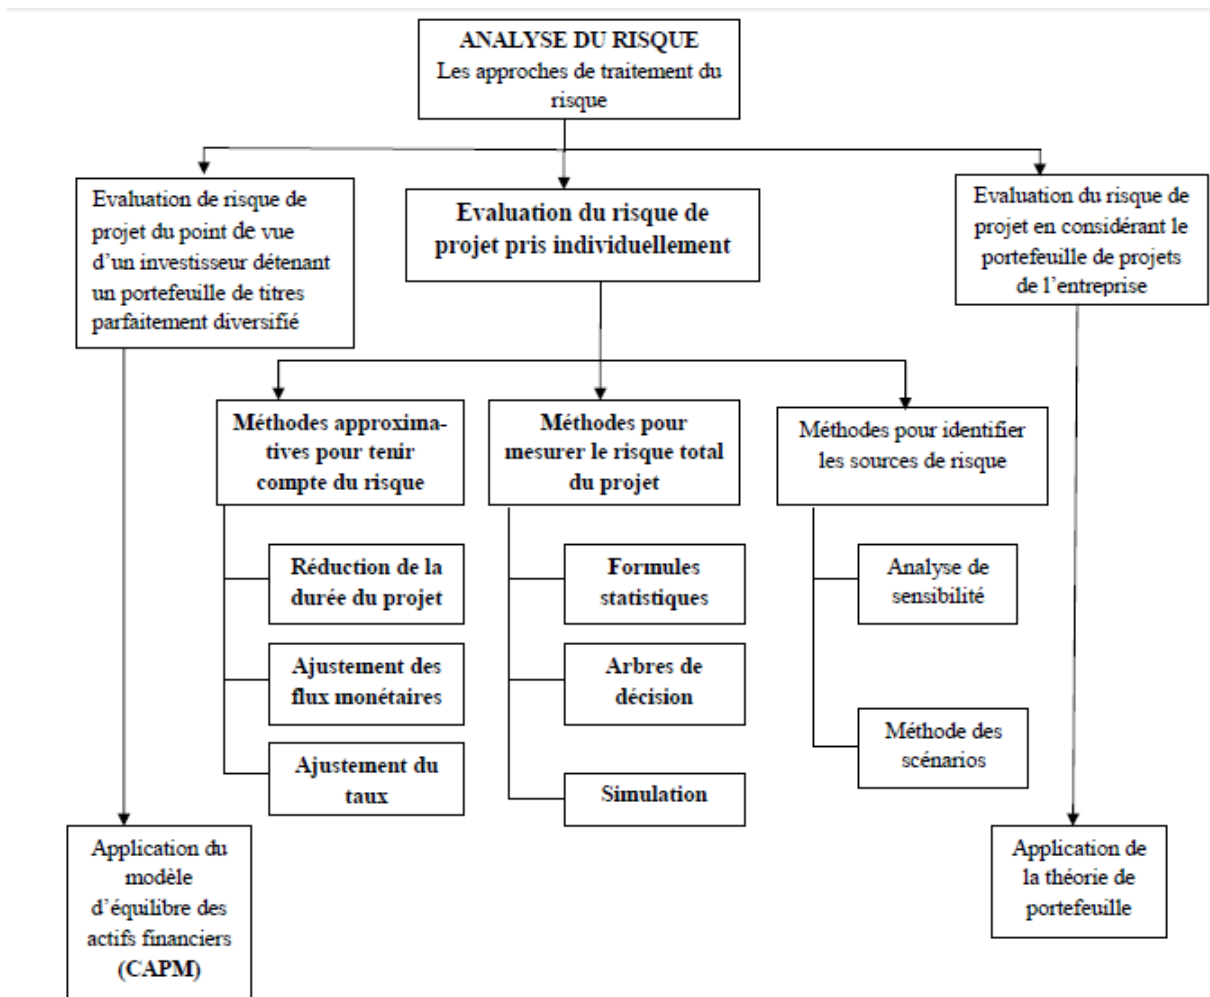 ANALYSE DU RISQUE
Les approches de traitement du
risque
Evaluation de risque de
projet du point de vue
d’un investisseur détenant
un portefeuille de titres
parfaitement diversifié
Evaluation du risque de
projet pris individuellement
Evaluation du risque de
projet en considérant le
portefeuille de projets
de l’entreprise
Méthodes approxima-
tives pour tenir
compte du risque
Méthodes pour
mesurer le risque total
du projet
Méthodes pour identifier
les sources de risque
Réduction de la
durée du projet
Ajustement des
flux monétaires
Ajustement du
taux
Formules
statistiques
Arbres de
décision
Simulation
Analyse de
sensibilité
Méthode des
scénarios
Application du
modèle
d’équilibre des
actifs financiers
(CAPM)
Application de
la théorie de
portefeuille